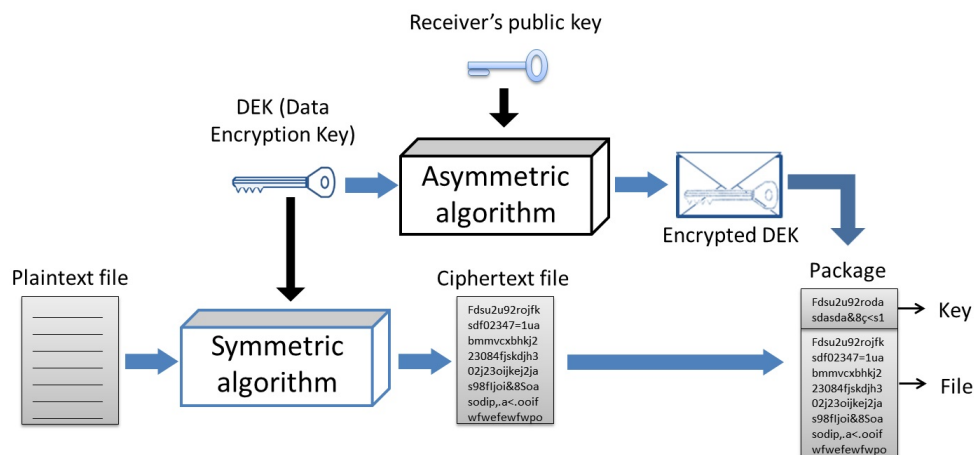 Receiver's public key
DEK (Data
Encryption Key)
Asymmetric
algorithm
Encrypted DEK
Plaintext file
Symmetric
algorithm
Ciphertext file
Fdsu2u92rojfk
sdf02347=1ua
bmmvcxbhkj2
23084fjskdjh3
02j23oijkej2ja
s98fIjoi&8Soa
sodip,.a<.ooif
wfwefewfwpo
Package
Fdsu2u92roda
sdasda&8ç<s1
Key
Fdsu2u92rojfk
sdf02347=1ua
bmmvcxbhkj2
23084fjskdjh3
02j23oijkej2ja
s98fIjoi&8Soa
sodip,.a<.ooif
wfwefewfwpo
File